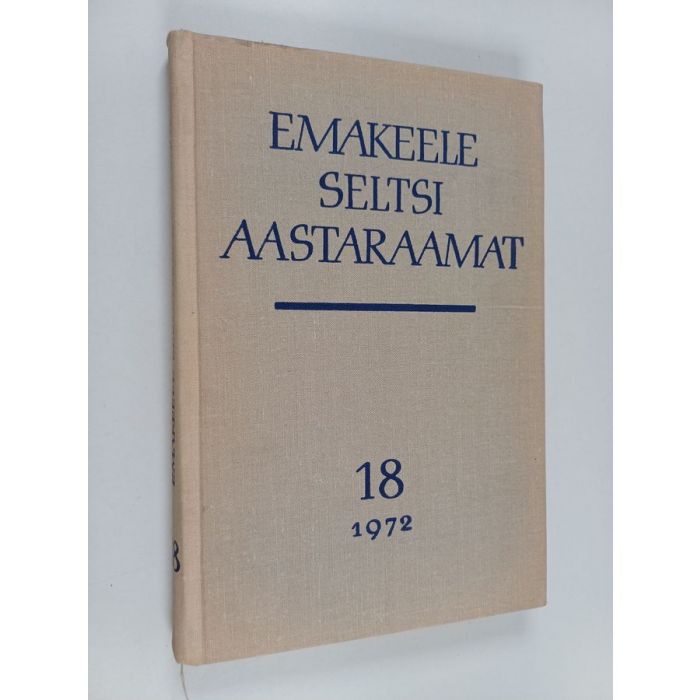 EMAKEELE
SELTSI
AASTARAAMAT
18
1972